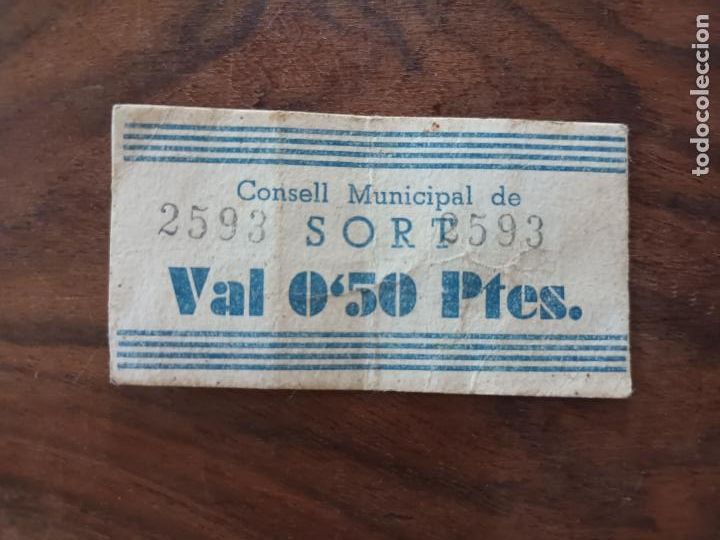 Consell Municipal de
2593 SORT 2593
Val 0'50 Ptes.
todocoleccion